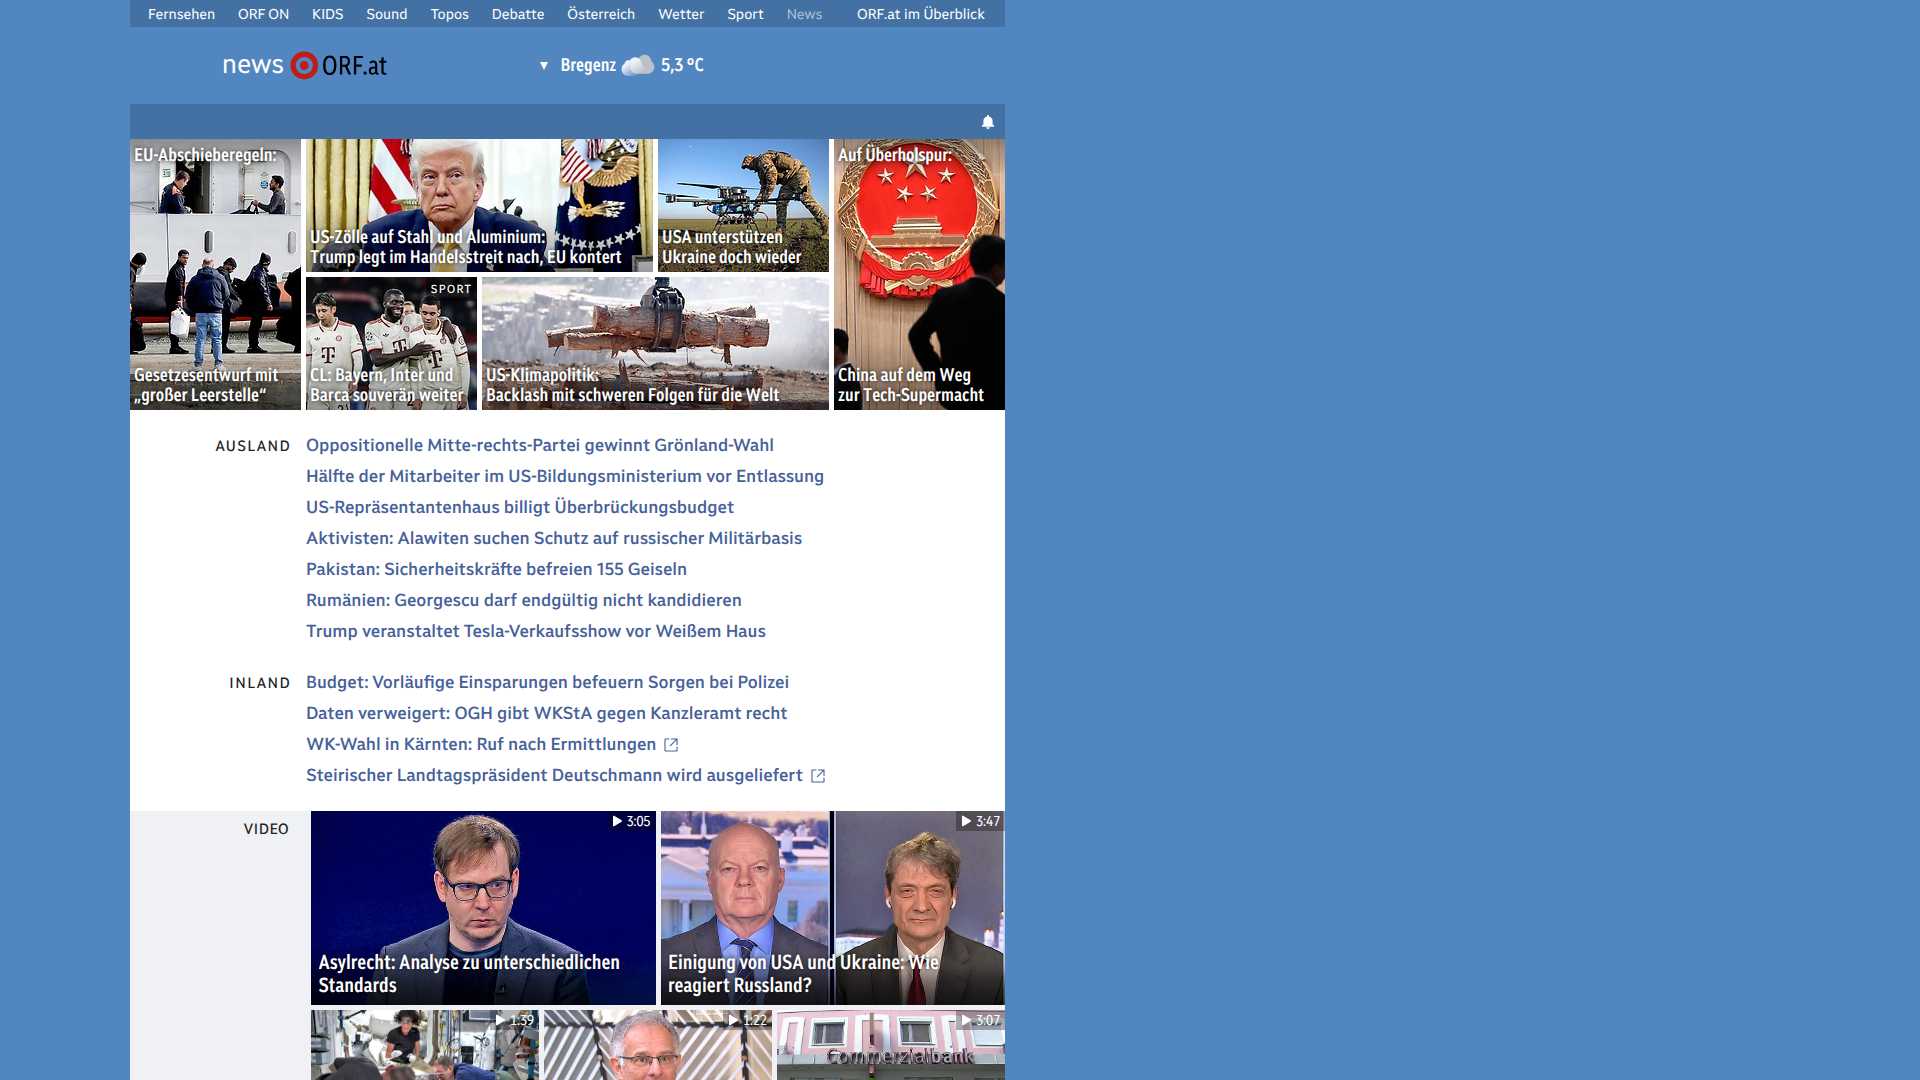 Fernsehen ORF ON KIDS Sound Topos Debatte Österreich Wetter Sport News ORF.at im Überblick
news ORF.at
Bregenz 5,3 °C
EU-Abschieberegeln:
Gesetzesentwurf mit
„großer Leerstelle“
US-Zölle auf Stahl und Aluminium:
Trump legt im Handelsstreit nach, EU kontert
USA unterstützen
Ukraine doch wieder
Auf Überholspur:
China auf dem Weg
zur Tech-Supermacht
SPORT
CL: Bayern, Inter und
Barca souverän weiter
US-Klimapolitik:
Backlash mit schweren Folgen für die Welt
AUSLAND
Oppositionelle Mitte-rechts-Partei gewinnt Grönland-Wahl
Hälfte der Mitarbeiter im US-Bildungsministerium vor Entlassung
US-Repräsentantenhaus billigt Überbrückungsbudget
Aktivisten: Alawiten suchen Schutz auf russischer Militärbasis
Pakistan: Sicherheitskräfte befreien 155 Geiseln
Rumänien: Georgescu darf endgültig nicht kandidieren
Trump veranstaltet Tesla-Verkaufsshow vor Weißem Haus
INLAND
Budget: Vorläufige Einsparungen befeuern Sorgen bei Polizei
Daten verweigert: OGH gibt WKStA gegen Kanzleramt recht
WK-Wahl in Kärnten: Ruf nach Ermittlungen
Steirischer Landtagspräsident Deutschmann wird ausgeliefert
VIDEO
3:05
Asylrecht: Analyse zu unterschiedlichen
Standards
3:47
Einigung von USA und Ukraine: Wie
reagiert Russland?
1:39
1:22
3:07
Commerzialbank